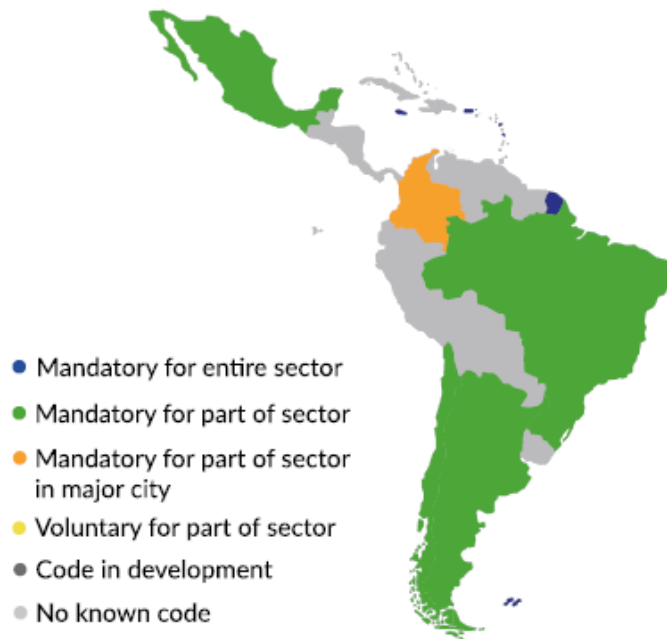 Mandatory for entire sector
Mandatory for part of sector
Mandatory for part of sector
in major city
Voluntary for part of sector
Code in development
No known code